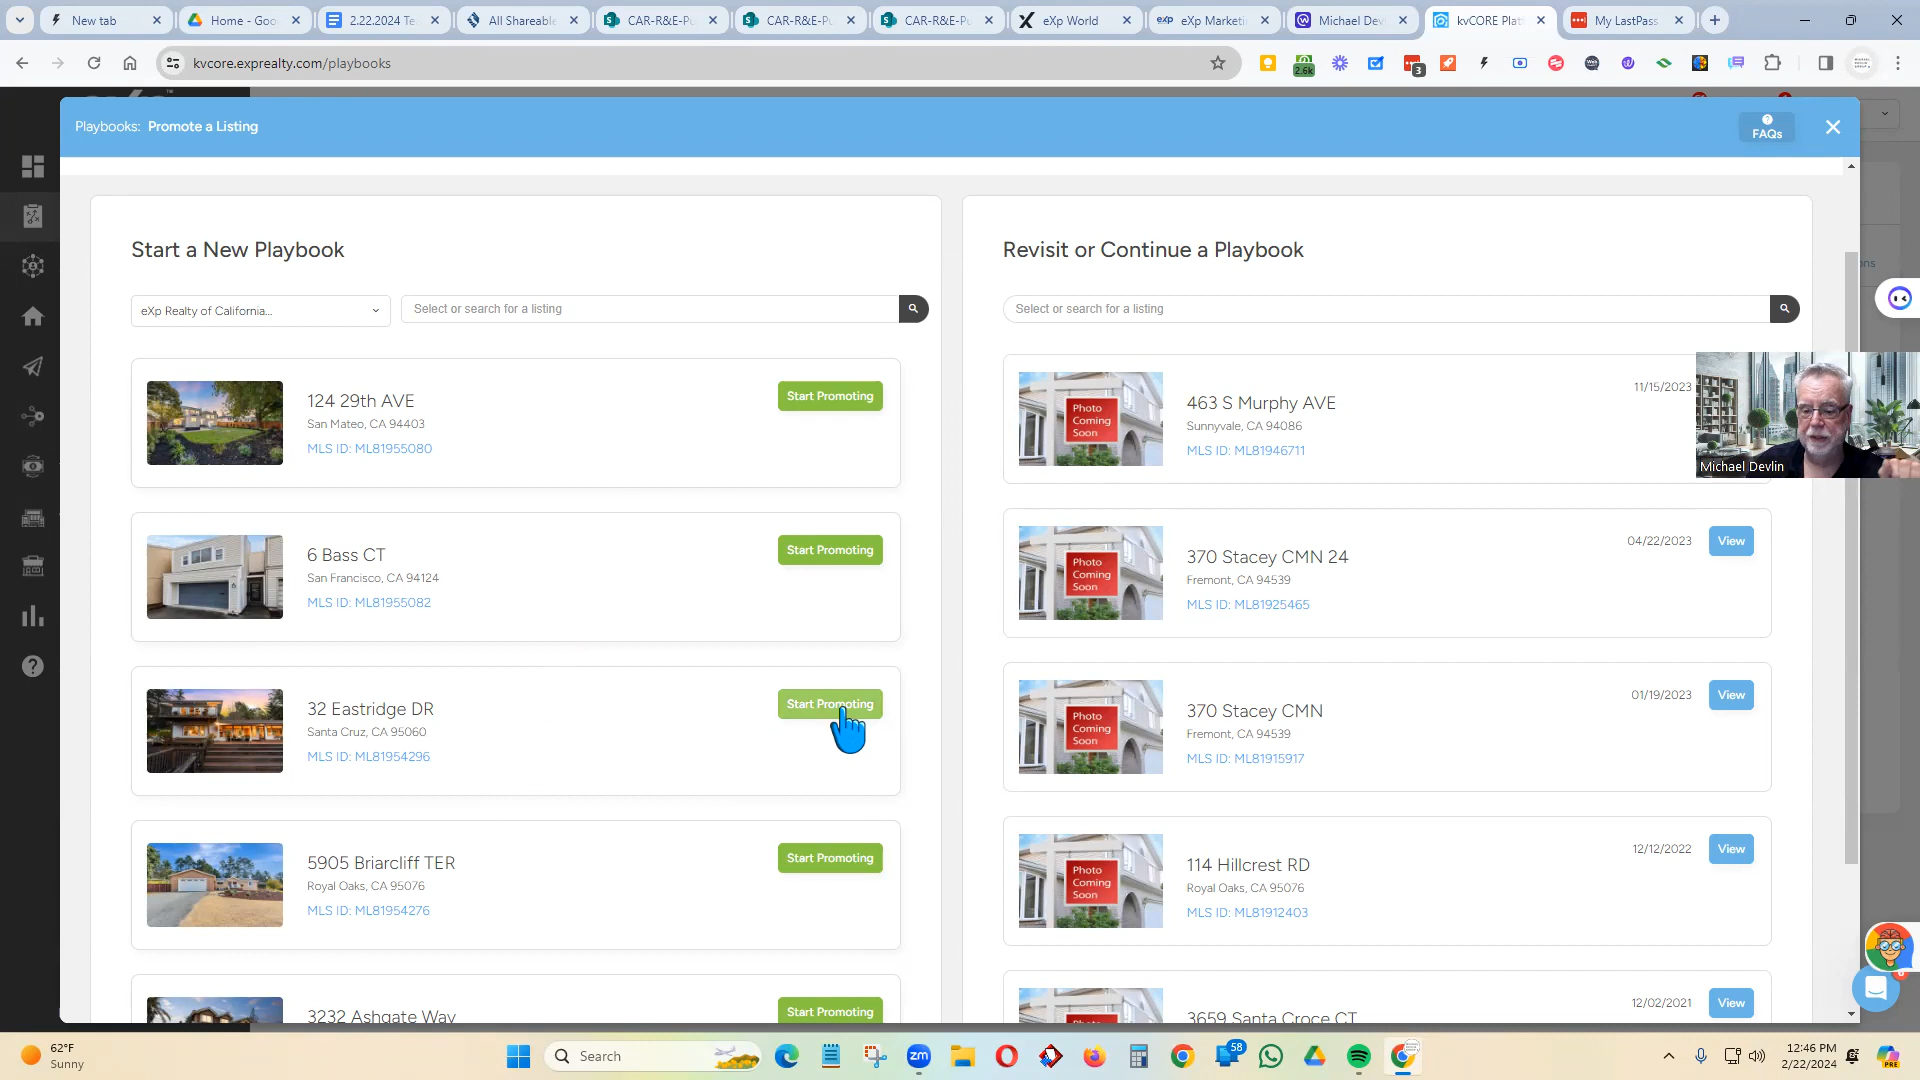 New tab
Home - Goo
2.22.2024 Te
All Shareable
CAR-R&E-Pu
CAR-R&E-Pu
CAR-R&E-Pu
eXp World
eXp Marketi
Michael Dev
kvCORE Plat
My LastPass
kvcore.exprealty.com/playbooks
2.6k
3
Playbooks: Promote a Listing
FAQs
Start a New Playbook
eXp Realty of California...
Select or search for a listing
124 29th AVE
San Mateo, CA 94403
MLS ID: ML81955080
Start Promoting
6 Bass CT
San Francisco, CA 94124
MLS ID: ML81955082
Start Promoting
32 Eastridge DR
Santa Cruz, CA 95060
MLS ID: ML81954296
Start Promoting
5905 Briarcliff TER
Royal Oaks, CA 95076
MLS ID: ML81954276
Start Promoting
3232 Ashgate Way
Start Promoting
Revisit or Continue a Playbook
Select or search for a listing
Photo Coming Soon
463 S Murphy AVE
Sunnyvale, CA 94086
MLS ID: ML81946711
11/15/2023
Michael Devlin
Photo Coming Soon
370 Stacey CMN 24
Fremont, CA 94539
MLS ID: ML81925465
04/22/2023
View
Photo Coming Soon
370 Stacey CMN
Fremont, CA 94539
MLS ID: ML81915917
01/19/2023
View
Photo Coming Soon
114 Hillcrest RD
Royal Oaks, CA 95076
MLS ID: ML81912403
12/12/2022
View
3659 Santa Croce CT
12/02/2021
View
62°F
Sunny
Search
zm
58
12:46 PM
2/22/2024
PRE